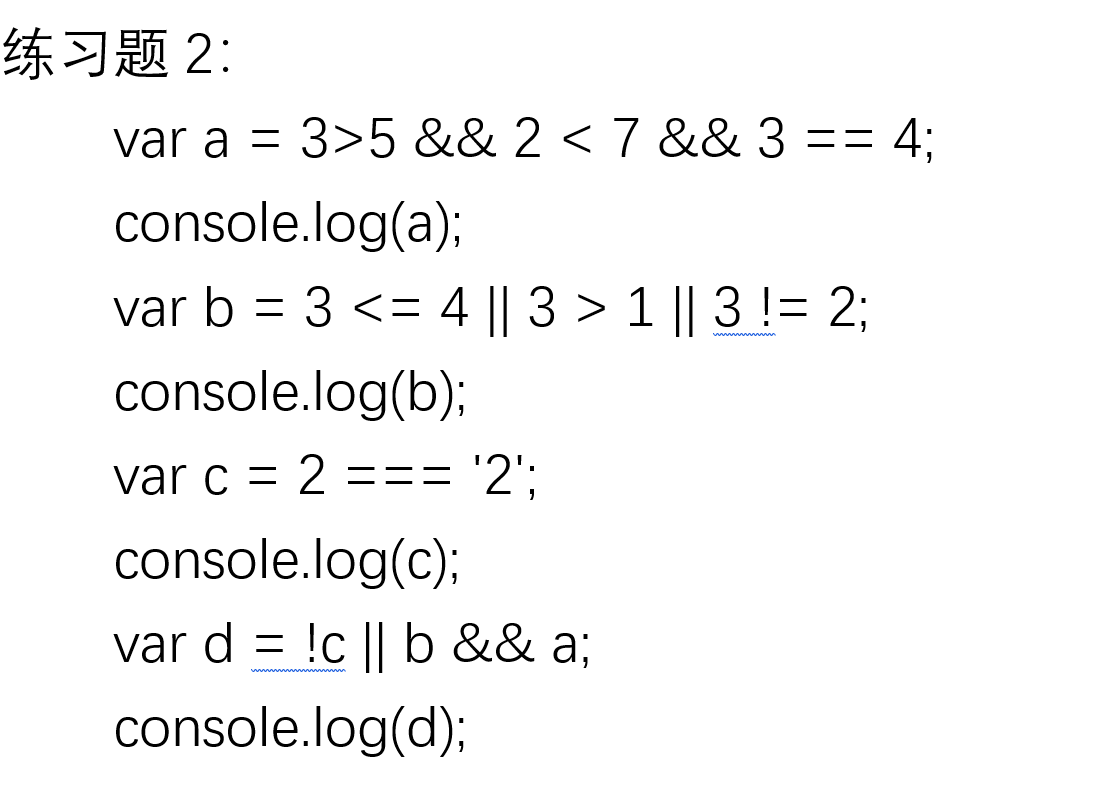 练习题 2：
var a = 3>5 && 2 < 7 && 3 == 4;
console.log(a);
var b = 3 <= 4 || 3 > 1 || 3 != 2;
console.log(b);
var c = 2 === '2';
console.log(c);
var d = !c || b && a;
console.log(d);